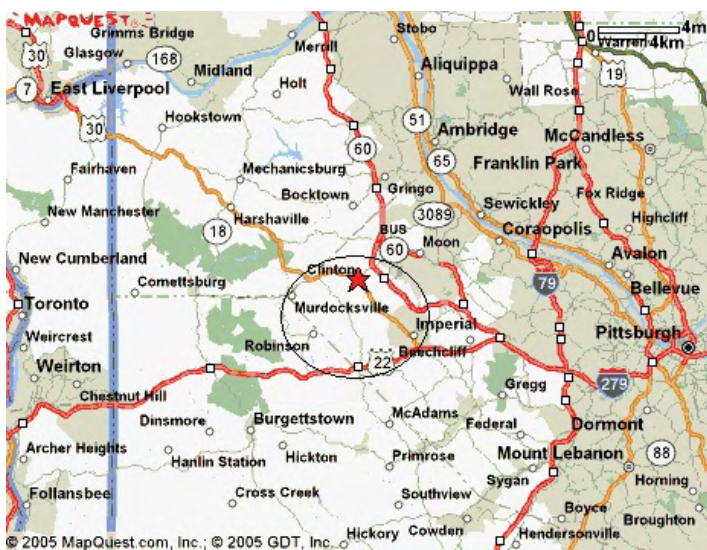 MAPQUEST
Grimms Bridge
Stobo
0 4m
4km
Warren
Glasgow
Merrill
30
168
Midland
Aliquippa
19
7
East Liverpool
Holt
Wall Rose
Hookstown
51
Ambridge
McCandless
30
60
65
Franklin Park
Fairhaven
Mechanicsburg
Gringo
Bocktown
Sewickley
Fox Ridge
New Manchester
Harshaville
3089
Highcliff
18
BUS
60
Moon
Coraopolis
Avalon
New Cumberland
Clinton
79
Bellevue
Comettsburg
Toronto
Murdocksville
Weircrest
Imperial
Pittsburgh
Robinson
Beechcliff
22
Weirton
279
Chestnut Hill
Gregg
Dormont
Dinsmore
Burgettstown
McAdams
Federal
88
Archer Heights
Hanlin Station
Hickton
Primrose
Mount Lebanon
Sygan
Horning
Follansbee
Cross Creek
Southview
Boyce
Broughton
Hickory
Cowden
Hendersonville
© 2005 MapQuest.com, Inc.; © 2005 GDT, Inc.